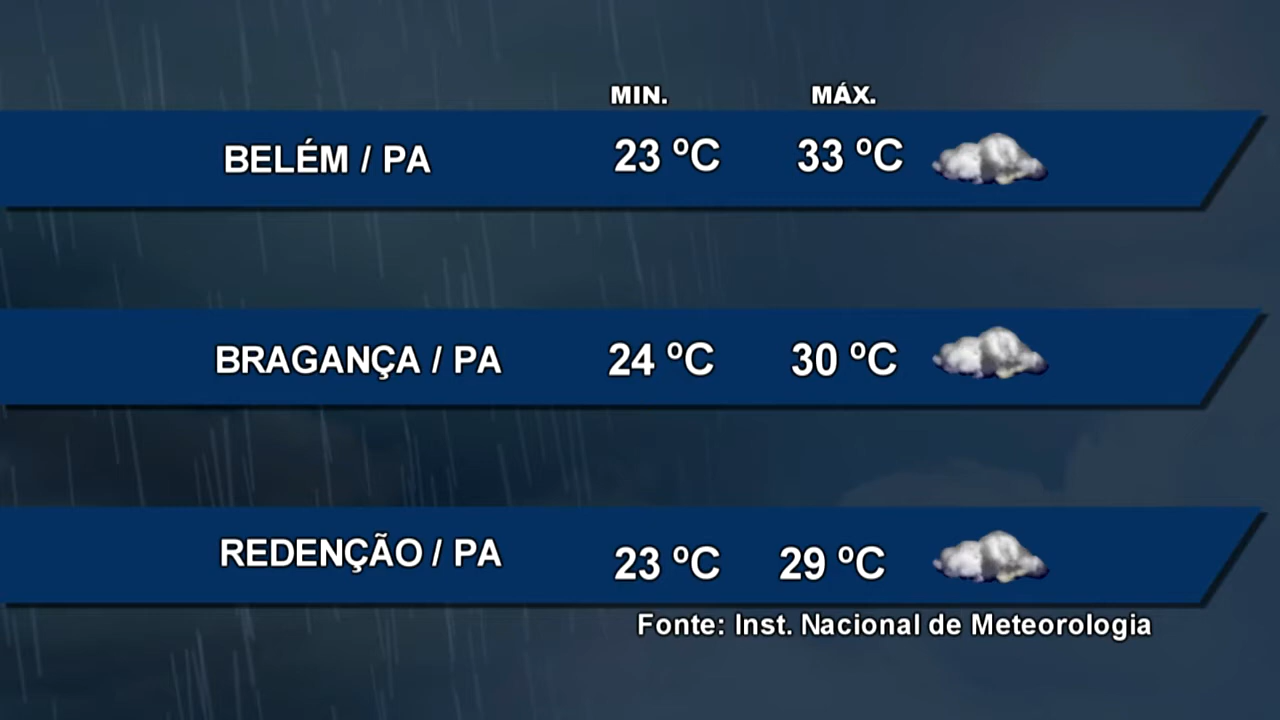 MIN. MÁX.
BELÉM / PA 23 ºC 33 ºC
BRAGANÇA / PA 24 ºC 30 ºC
REDENÇÃO / PA 23 ºC 29 ºC
Fonte: Inst. Nacional de Meteorologia